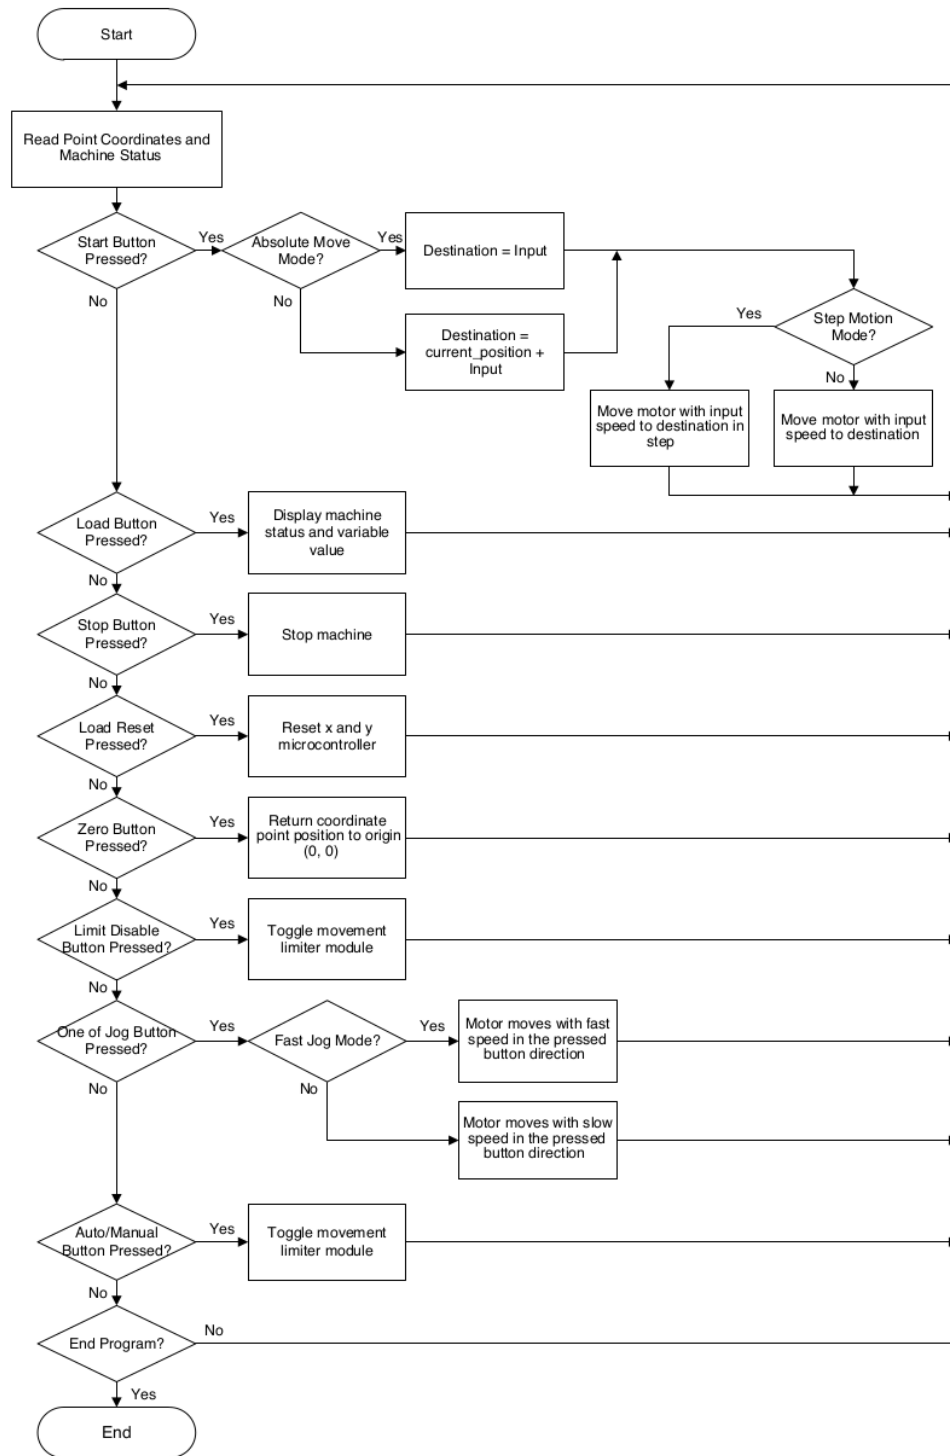 Start
Read Point Coordinates and
Machine Status
Start Button
Pressed?
Yes
Absolute Move
Mode?
Yes
Destination = Input
No
No
Destination =
current_position +
Input
Yes
Step Motion
Mode?
No
Move motor with input
speed to destination in
step
Move motor with input
speed to destination
Load Button
Pressed?
Yes
Display machine
status and variable
value
No
Stop Button
Pressed?
Yes
Stop machine
No
Load Reset
Pressed?
Yes
Reset x and y
microcontroller
No
Zero Button
Pressed?
Yes
Return coordinate
point position to origin
(0, 0)
No
Limit Disable
Button Pressed?
Yes
Toggle movement
limiter module
No
One of Jog Button
Pressed?
Yes
Fast Jog Mode?
Yes
Motor moves with fast
speed in the pressed
button direction
No
No
Motor moves with slow
speed in the pressed
button direction
Auto/Manual
Button Pressed?
Yes
Toggle movement
limiter module
No
End Program?
No
Yes
End